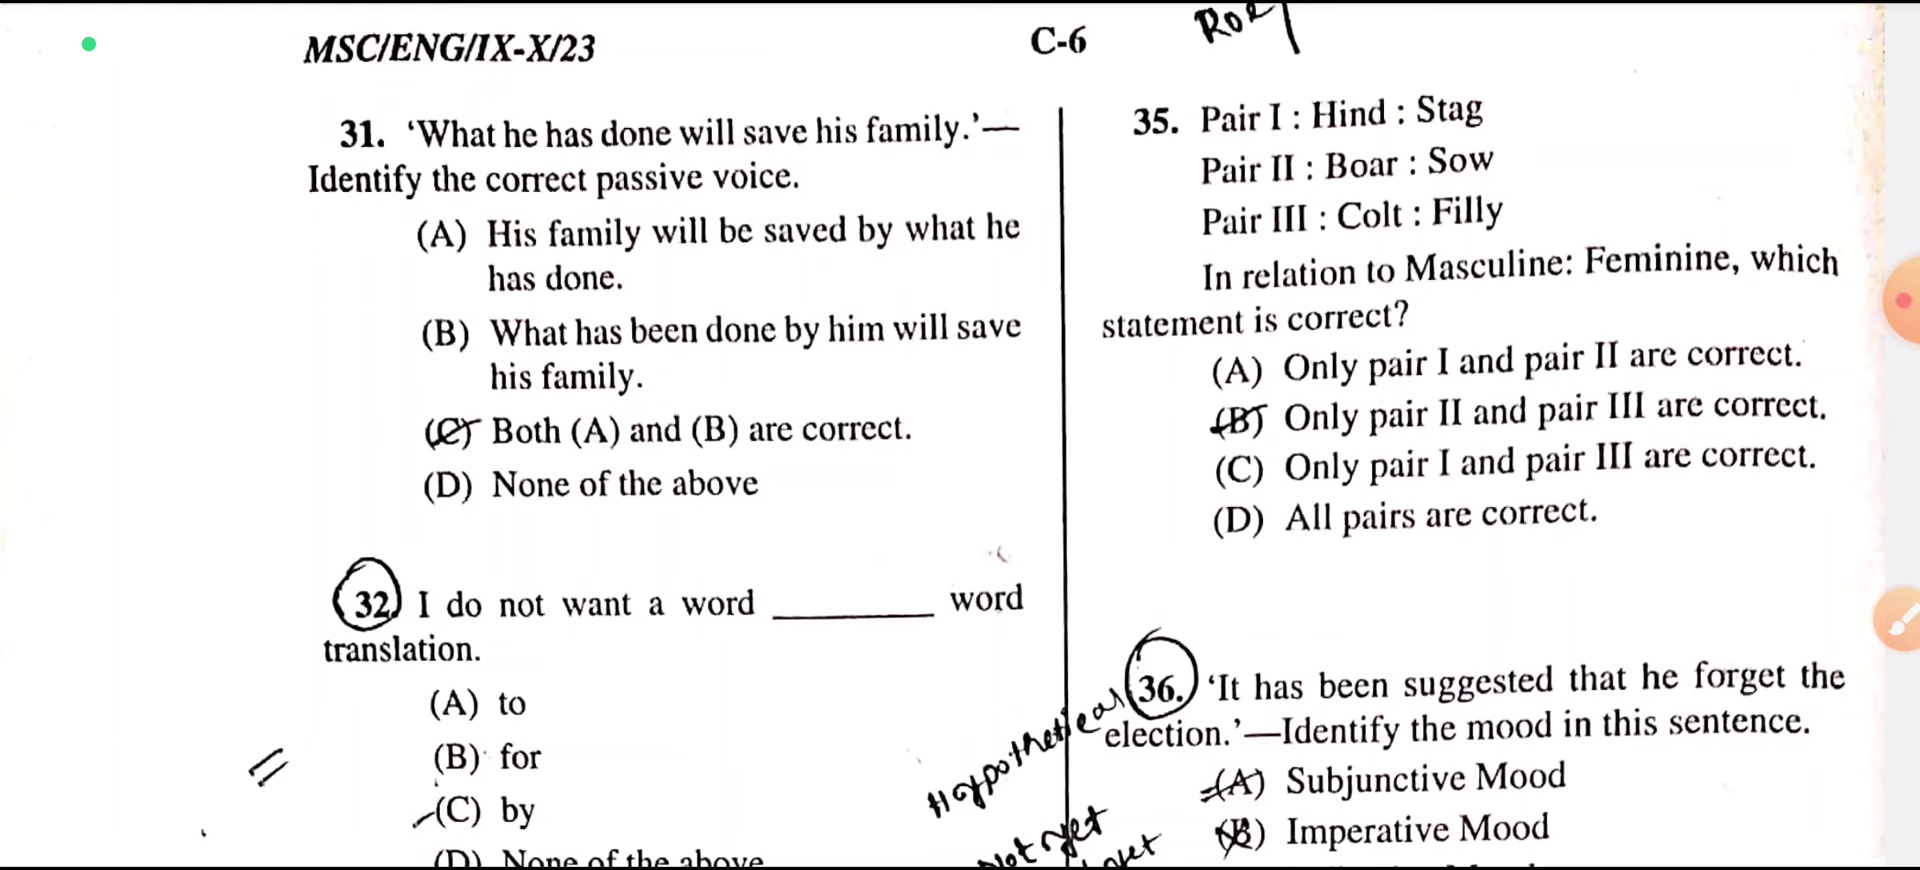 MSC/ENG/IX-X/23
C-6
31. ‘What he has done will save his family.’—
Identify the correct passive voice.
(A) His family will be saved by what he
has done.
(B) What has been done by him will save
his family.
(C) Both (A) and (B) are correct.
(D) None of the above
32. I do not want a word ________ word
translation.
(A) to
(B) for
(C) by
(D) None of the above
35. Pair I : Hind : Stag
Pair II : Boar : Sow
Pair III : Colt : Filly
In relation to Masculine: Feminine, which
statement is correct?
(A) Only pair I and pair II are correct.
(B) Only pair II and pair III are correct.
(C) Only pair I and pair III are correct.
(D) All pairs are correct.
Hypothetical
Not yet
36. ‘It has been suggested that he forget the
election.’—Identify the mood in this sentence.
(A) Subjunctive Mood
(B) Imperative Mood